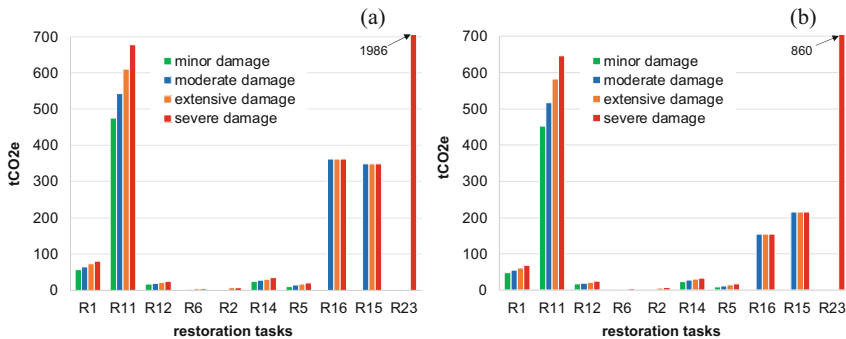 (a)
700
600
500
400
300
200
100
0
tCO2e
minor damage
moderate damage
extensive damage
severe damage
1986
R1 R11 R12 R6 R2 R14 R5 R16 R15 R23
restoration tasks
(b)
700
600
500
400
300
200
100
0
tCO2e
minor damage
moderate damage
extensive damage
severe damage
860
R1 R11 R12 R6 R2 R14 R5 R16 R15 R23
restoration tasks